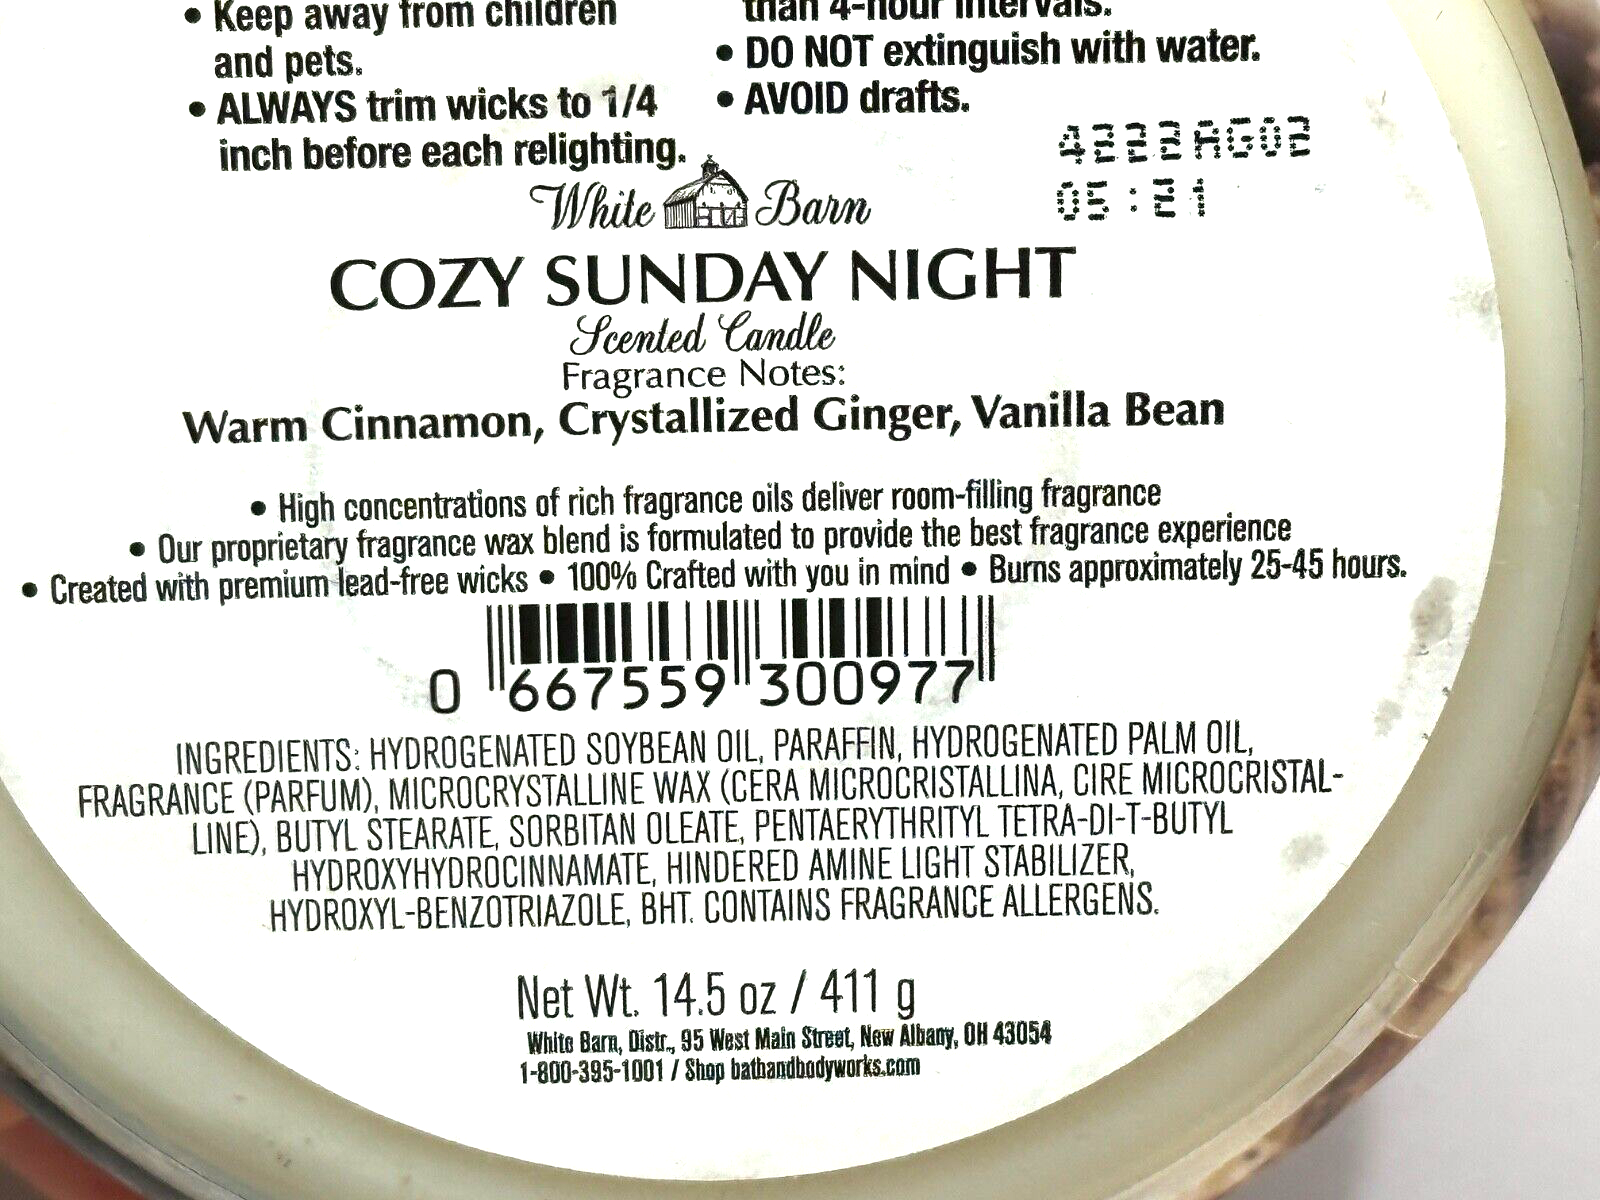 • Keep away from children
and pets.
• ALWAYS trim wicks to 1/4
inch before each relighting.
than 4-hour intervals.
• DO NOT extinguish with water.
• AVOID drafts.
4222AG02
05:21
White Barn
COZY SUNDAY NIGHT
Scented Candle
Fragrance Notes:
Warm Cinnamon, Crystallized Ginger, Vanilla Bean
• High concentrations of rich fragrance oils deliver room-filling fragrance
• Our proprietary fragrance wax blend is formulated to provide the best fragrance experience
• Created with premium lead-free wicks • 100% Crafted with you in mind • Burns approximately 25-45 hours.
0 667559 300977
INGREDIENTS: HYDROGENATED SOYBEAN OIL, PARAFFIN, HYDROGENATED PALM OIL,
FRAGRANCE (PARFUM), MICROCRYSTALLINE WAX (CERA MICROCRISTALLINA, CIRE MICROCRISTAL-
LINE), BUTYL STEARATE, SORBITAN OLEATE, PENTAERYTHRITYL TETRA-DI-T-BUTYL
HYDROXYHYDROCINNAMATE, HINDERED AMINE LIGHT STABILIZER,
HYDROXYL-BENZOTRIAZOLE, BHT. CONTAINS FRAGRANCE ALLERGENS.
Net Wt. 14.5 oz / 411 g
White Barn, Distr., 95 West Main Street, New Albany, OH 43054
1-800-395-1001 / Shop bathandbodyworks.com